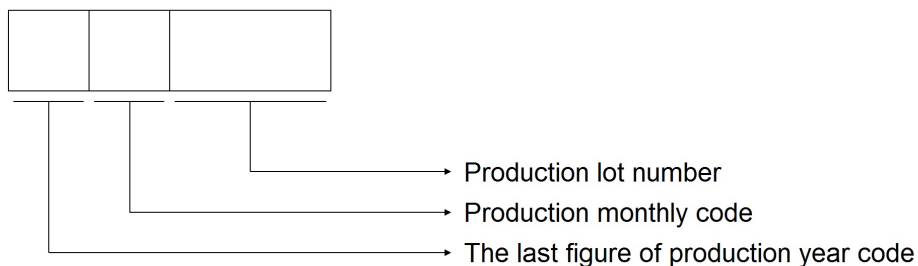 Production lot number
Production monthly code
The last figure of production year code